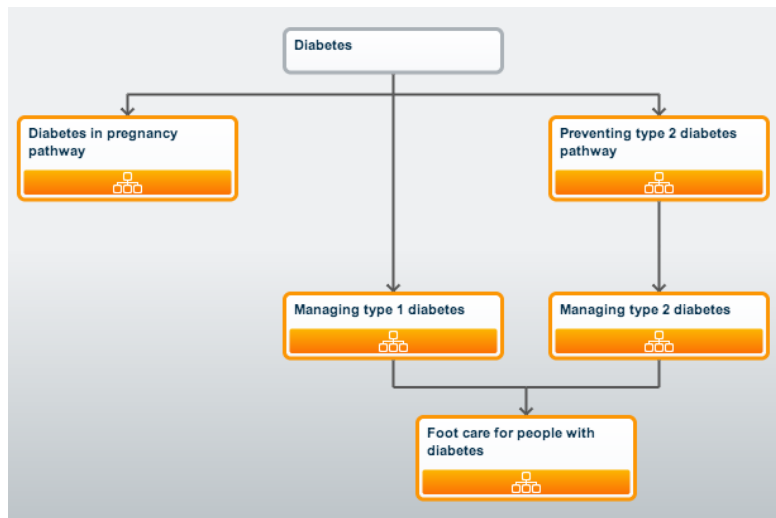 Diabetes
Diabetes in pregnancy
pathway
Preventing type 2 diabetes
pathway
Managing type 1 diabetes
Managing type 2 diabetes
Foot care for people with
diabetes